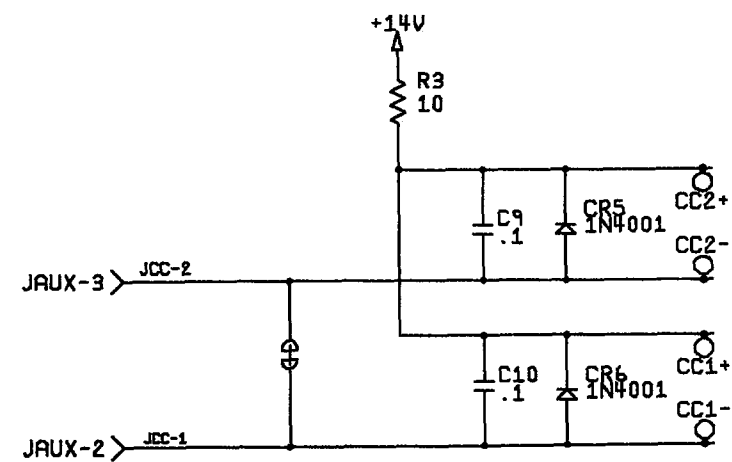 +14V
R3
10
CC2+
C9
.1
CR5
1N4001
CC2-
JAUX-3
JCC-2
C10
.1
CR6
1N4001
CC1+
CC1-
JAUX-2
JCC-1